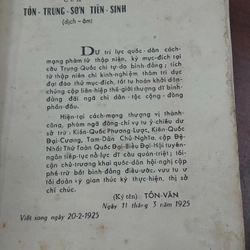 TÔN-TRUNG-SƠN TIÊN-SINH
(dịch-âm)
DƯ trí lực quốc-dân cách-
mạng phàm tứ thập niên, kỳ mục-đích tại
cầu Trung Quốc chi tự-do bình-đẳng; tích
tứ thập niên chi kinh-nghiệm thâm tri dục
đạt đáo thử mục-đích, tất tu hoán-khởi dân-
chúng cập liên-hiệp thế-giới thượng dĩ bình-
đẳng đãi ngã chi dân-tộc cộng-đồng
phấn-đấu.
Hiện-tại cách-mạng thượng vị thành-
công, phàm ngã đồng-chí vụ tu y chiếu dư
sở trứ: Kiến-Quốc Phương-Lược, Kiến-Quốc
Đại-Cương, Tam-Dân Chủ-Nghĩa, cập Đệ-
Nhất Thứ Toàn Quốc Đại-Biểu Đại-Hội tuyên-
ngôn tiếp-tục nỗ-lực dĩ cầu quán-triệt; tối-
cận chủ-trương khai quốc-dân hội-nghị cập
phế-trừ bất bình-đẳng điều-ước, vưu tu ư
tối đoản kỳ gian thúc kỳ thực-hiện, thị sở
chí chúc.
(Ký tên): TÔN-VĂN
Ngày 11 tháng 3 năm 1925
Viết xong ngày 20-2-1925